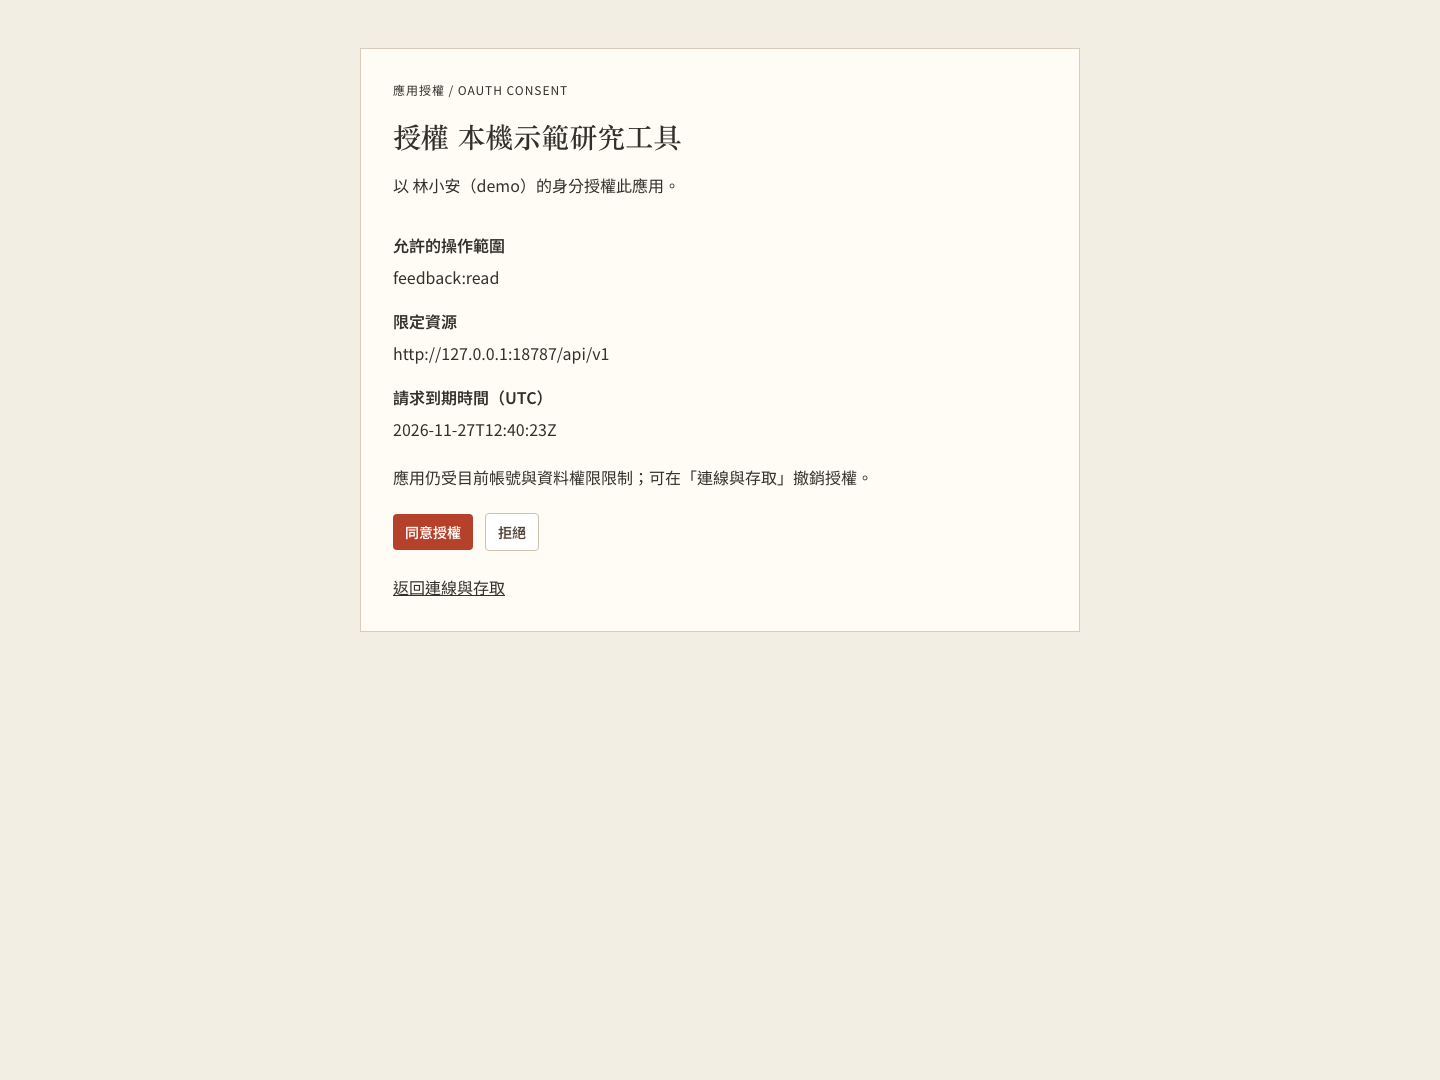 應用授權 / OAUTH CONSENT
授權 本機示範研究工具
以 林小安（demo）的身分授權此應用。
允許的操作範圍
feedback:read
限定資源
http://127.0.0.1:18787/api/v1
請求到期時間（UTC）
2026-11-27T12:40:23Z
應用仍受目前帳號與資料權限限制；可在「連線與存取」撤銷授權。
同意授權 拒絕
返回連線與存取